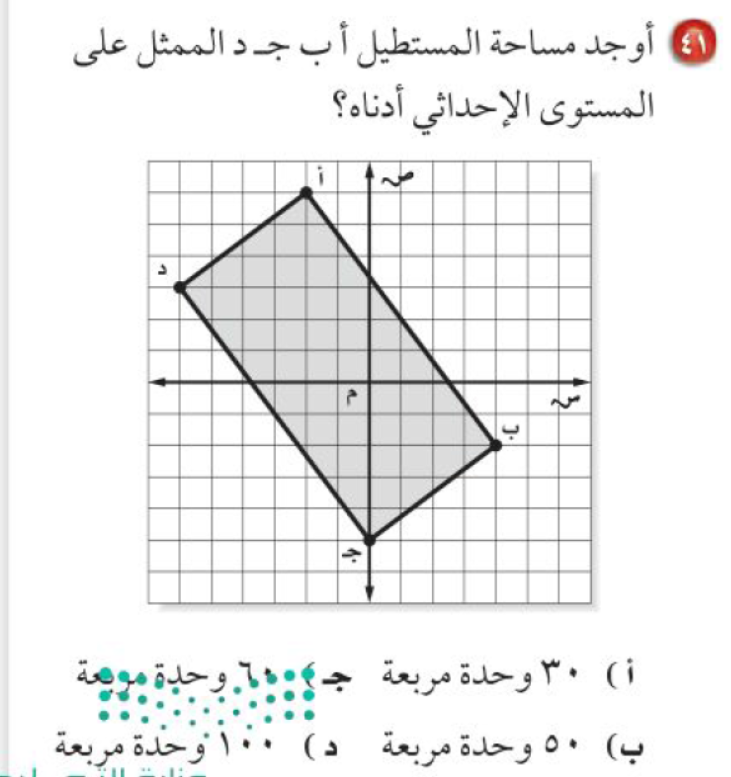 ٤١ أوجد مساحة المستطيل أ ب جـ د الممثل على
المستوى الإحداثي أدناه؟
أ
ص
د
م
س
ب
جـ
أ ) ٣٠ وحدة مربعة جـ ) ٦٠ وحدة مربعة
ب) ٥٠ وحدة مربعة د ) ١٠٠ وحدة مربعة